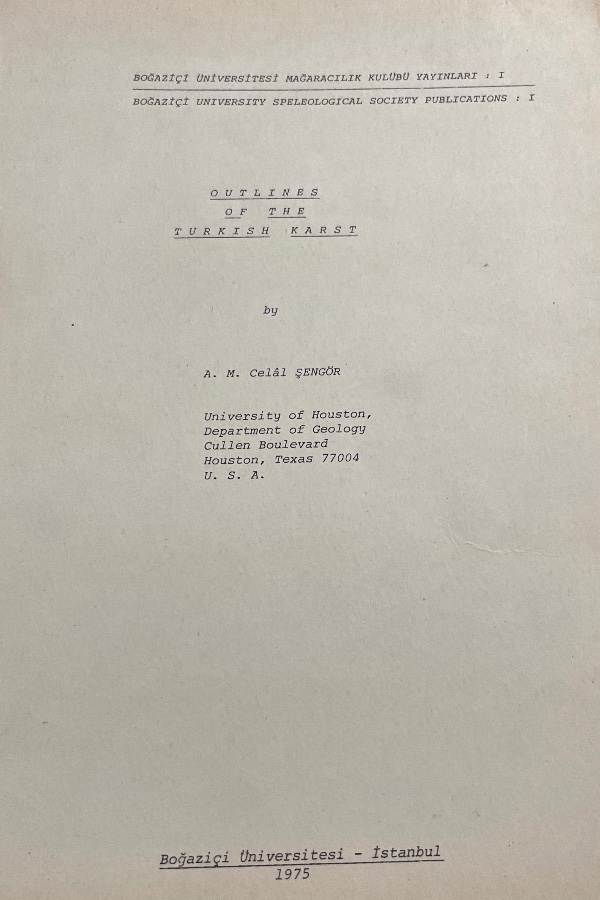 BOĞAZİÇİ ÜNİVERSİTESİ MAĞARACILIK KULÜBÜ YAYINLARI : I
BOĞAZİÇİ UNIVERSITY SPELEOLOGICAL SOCIETY PUBLICATIONS : I
O U T L I N E S
O F T H E
T U R K I S H K A R S T
by
A. M. Celâl ŞENGÖR
University of Houston,
Department of Geology
Cullen Boulevard
Houston, Texas 77004
U. S. A.
Boğaziçi Üniversitesi - İstanbul
1975